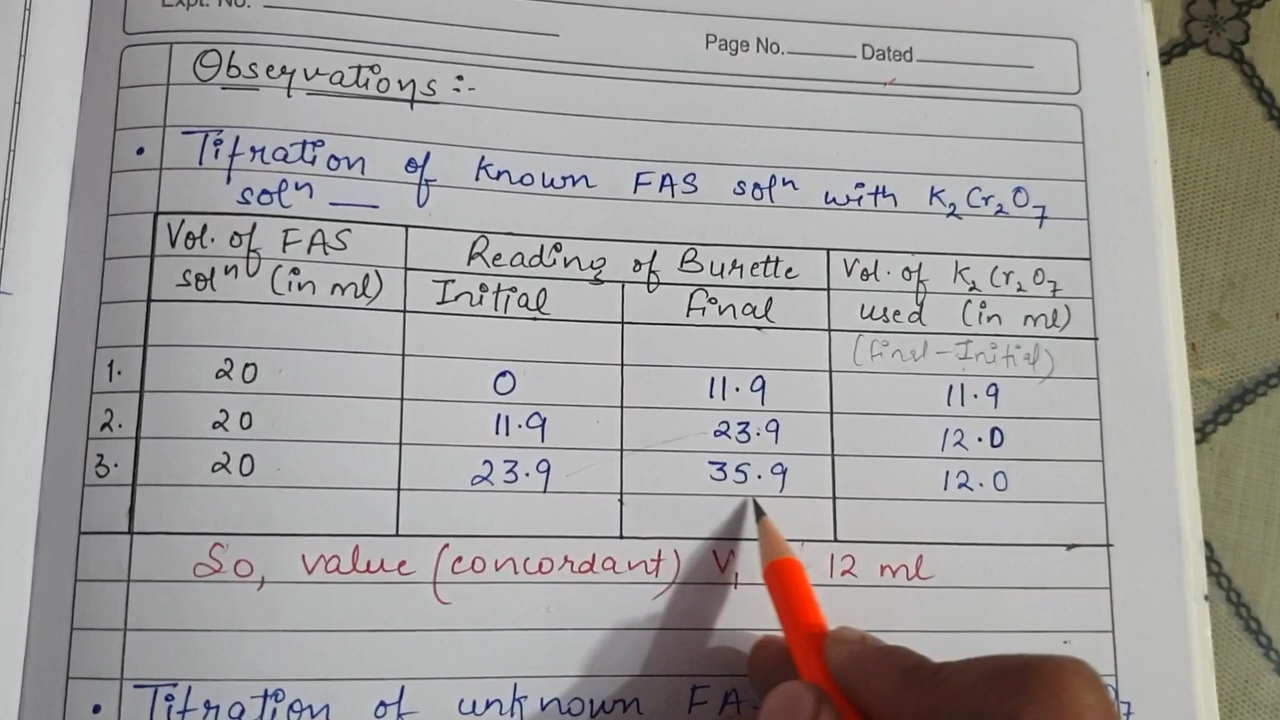 Expt. No.
Page No. Dated
Observations :-
• Titration of known FAS solⁿ with K₂Cr₂O₇
solⁿ —
Vol. of FAS Reading of Burette Vol. of K₂Cr₂O₇
solⁿ (in ml) Initial final used (in ml)
(final - Initial)
1. 20 0 11.9 11.9
2. 20 11.9 23.9 12.0
3. 20 23.9 35.9 12.0
So, value (concordant) V₁ 12 ml
• Titration of unknown FA